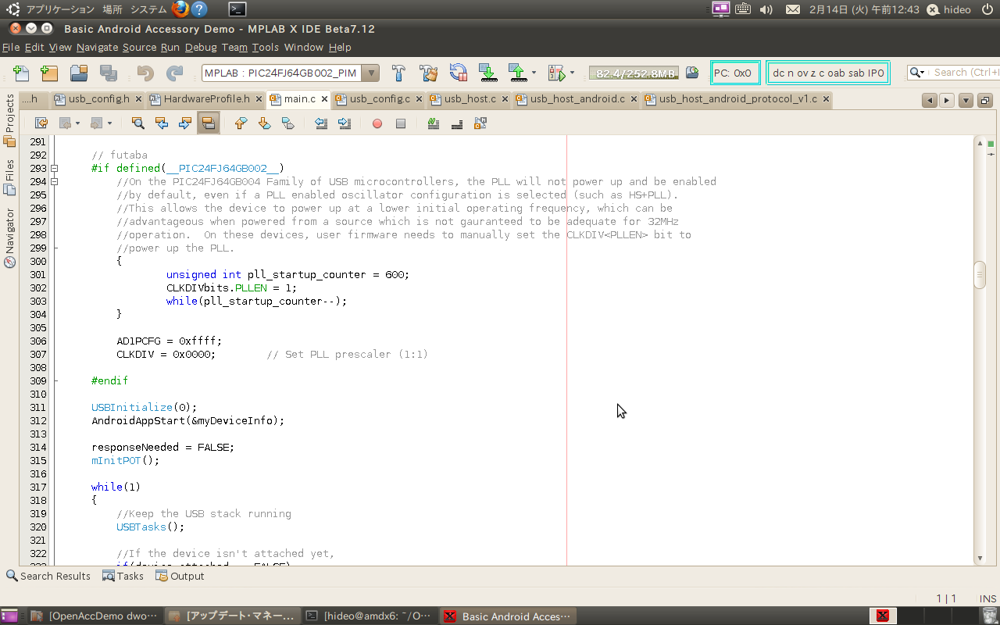 アプリケーション 場所 システム 2月14日 (火) 午前12:43 hideo
Basic Android Accessory Demo - MPLAB X IDE Beta7.12
File Edit View Navigate Source Run Debug Team Tools Window Help
MPLAB : PIC24FJ64GB002_PIM 82.4/252.8MB PC: 0x0 dc n ov z c oab sab IP0 Search (Ctrl+I
....h usb_config.h HardwareProfile.h main.c usb_config.c usb_host.c usb_host_android.c usb_host_android_protocol_v1.c
Projects
Files
Navigator
291
292 // futaba
293 #if defined(__PIC24FJ64GB002__)
294 //On the PIC24FJ64GB004 Family of USB microcontrollers, the PLL will not power up and be enabled
295 //by default, even if a PLL enabled oscillator configuration is selected (such as HS+PLL).
296 //This allows the device to power up at a lower initial operating frequency, which can be
297 //advantageous when powered from a source which is not gauranteed to be adequate for 32MHz
298 //operation.  On these devices, user firmware needs to manually set the CLKDIV<PLLEN> bit to
299 //power up the PLL.
300 {
301 unsigned int pll_startup_counter = 600;
302 CLKDIVbits.PLLEN = 1;
303 while(pll_startup_counter--);
304 }
305
306 AD1PCFG = 0xffff;
307 CLKDIV = 0x0000; // Set PLL prescaler (1:1)
308
309 #endif
310
311 USBInitialize(0);
312 AndroidAppStart(&myDeviceInfo);
313
314 responseNeeded = FALSE;
315 mInitPOT();
316
317 while(1)
318 {
319 //Keep the USB stack running
320 USBTasks();
321
322 //If the device isn't attached yet,
323 if(device_attached == FALSE)
Search Results Tasks Output
1 | 1 INS
[OpenAccDemo dwo... [アップデート・マネー... [hideo@amdx6: ~/O... Basic Android Acces...